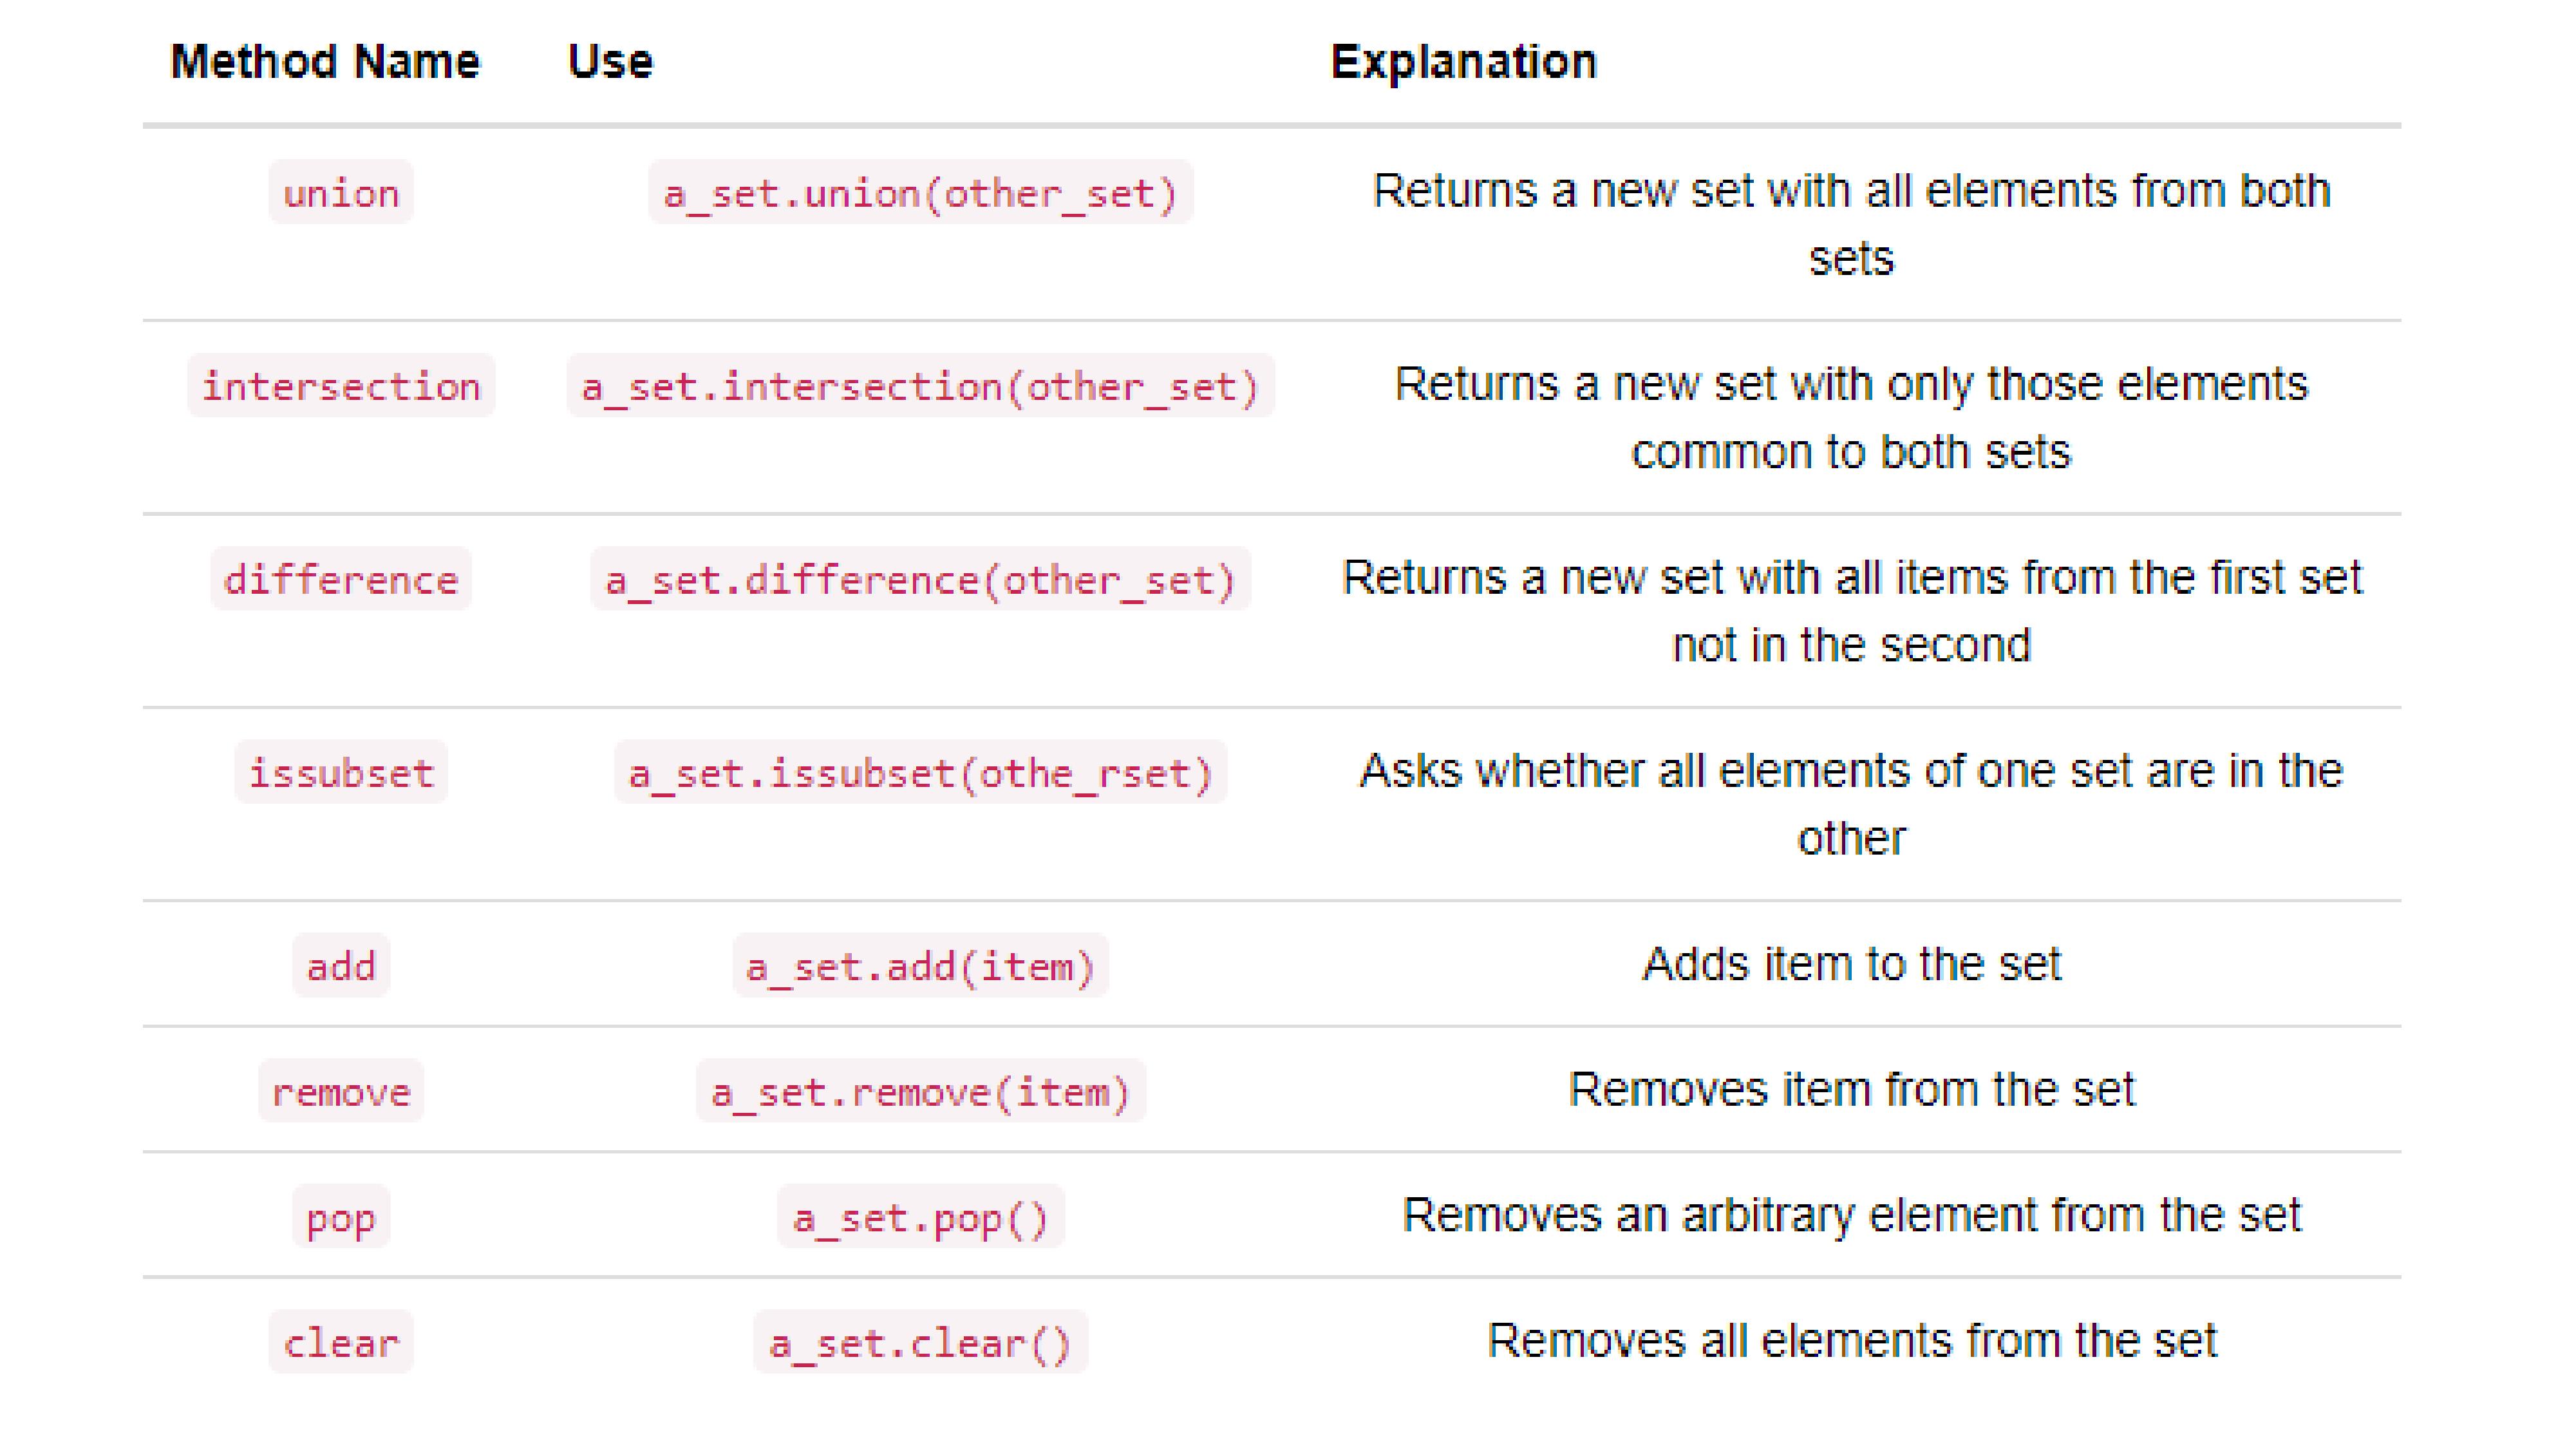 Method Name Use Explanation
union a_set.union(other_set) Returns a new set with all elements from both
sets
intersection a_set.intersection(other_set) Returns a new set with only those elements
common to both sets
difference a_set.difference(other_set) Returns a new set with all items from the first set
not in the second
issubset a_set.issubset(othe_rset) Asks whether all elements of one set are in the
other
add a_set.add(item) Adds item to the set
remove a_set.remove(item) Removes item from the set
pop a_set.pop() Removes an arbitrary element from the set
clear a_set.clear() Removes all elements from the set